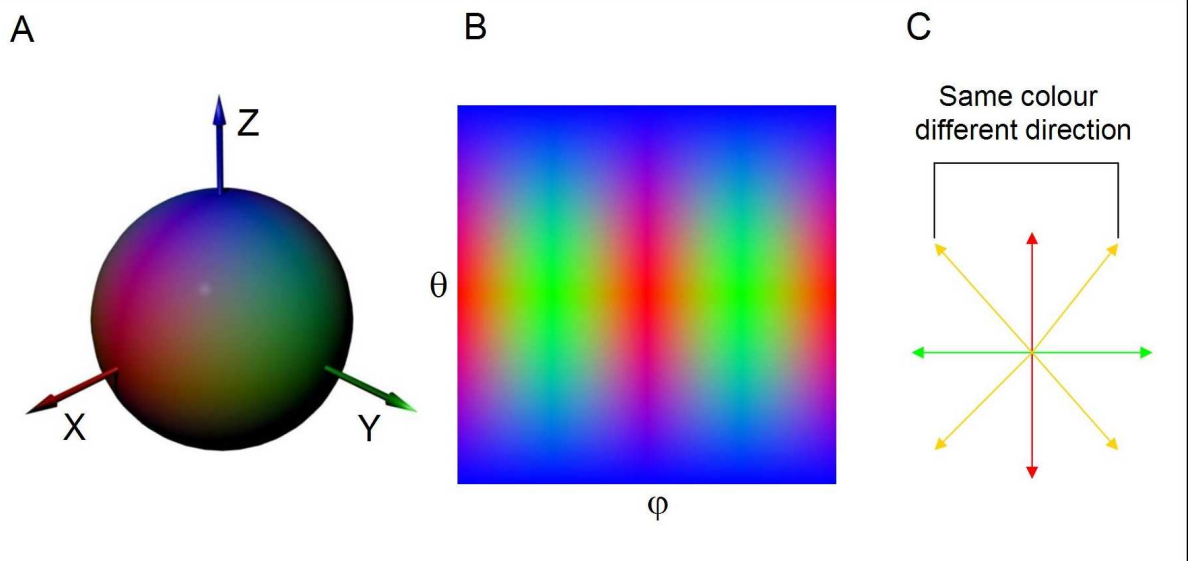 A
B
C
Same colour
different direction
Z
X
Y
θ
φ